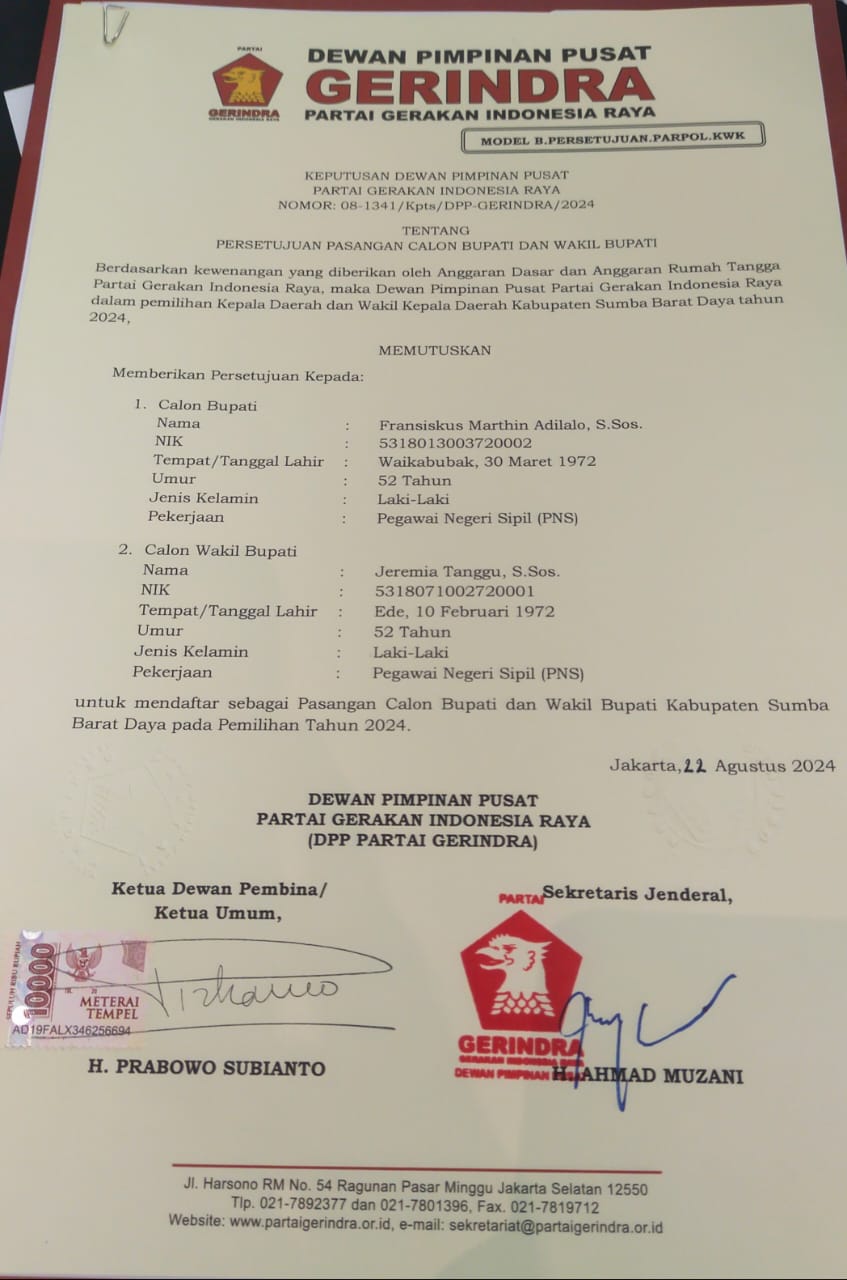 PARTAI
GERINDRA
GERAKAN INDONESIA RAYA
DEWAN PIMPINAN PUSAT
GERINDRA
PARTAI GERAKAN INDONESIA RAYA
MODEL B.PERSETUJUAN.PARPOL.KWK
KEPUTUSAN DEWAN PIMPINAN PUSAT
PARTAI GERAKAN INDONESIA RAYA
NOMOR: 08-1341/Kpts/DPP-GERINDRA/2024
TENTANG
PERSETUJUAN PASANGAN CALON BUPATI DAN WAKIL BUPATI
Berdasarkan kewenangan yang diberikan oleh Anggaran Dasar dan Anggaran Rumah Tangga
Partai Gerakan Indonesia Raya, maka Dewan Pimpinan Pusat Partai Gerakan Indonesia Raya
dalam pemilihan Kepala Daerah dan Wakil Kepala Daerah Kabupaten Sumba Barat Daya tahun
2024,
MEMUTUSKAN
Memberikan Persetujuan Kepada:
1. Calon Bupati
Nama : Fransiskus Marthin Adilalo, S.Sos.
NIK : 5318013003720002
Tempat/Tanggal Lahir : Waikabubak, 30 Maret 1972
Umur : 52 Tahun
Jenis Kelamin : Laki-Laki
Pekerjaan : Pegawai Negeri Sipil (PNS)
2. Calon Wakil Bupati
Nama : Jeremia Tanggu, S.Sos.
NIK : 5318071002720001
Tempat/Tanggal Lahir : Ede, 10 Februari 1972
Umur : 52 Tahun
Jenis Kelamin : Laki-Laki
Pekerjaan : Pegawai Negeri Sipil (PNS)
untuk mendaftar sebagai Pasangan Calon Bupati dan Wakil Bupati Kabupaten Sumba
Barat Daya pada Pemilihan Tahun 2024.
Jakarta, 22 Agustus 2024
DEWAN PIMPINAN PUSAT
PARTAI GERAKAN INDONESIA RAYA
(DPP PARTAI GERINDRA)
Ketua Dewan Pembina/
Ketua Umum,
SEPULUH RIBU RUPIAH
10000
METERAI
TEMPEL
AD19FALX346256694
H. PRABOWO SUBIANTO
Sekretaris Jenderal,
PARTAI
GERINDRA
GERAKAN INDONESIA RAYA
DEWAN PIMPINAN
H. AHMAD MUZANI
Jl. Harsono RM No. 54 Ragunan Pasar Minggu Jakarta Selatan 12550
Tlp. 021-7892377 dan 021-7801396, Fax. 021-7819712
Website: www.partaigerindra.or.id, e-mail: sekretariat@partaigerindra.or.id